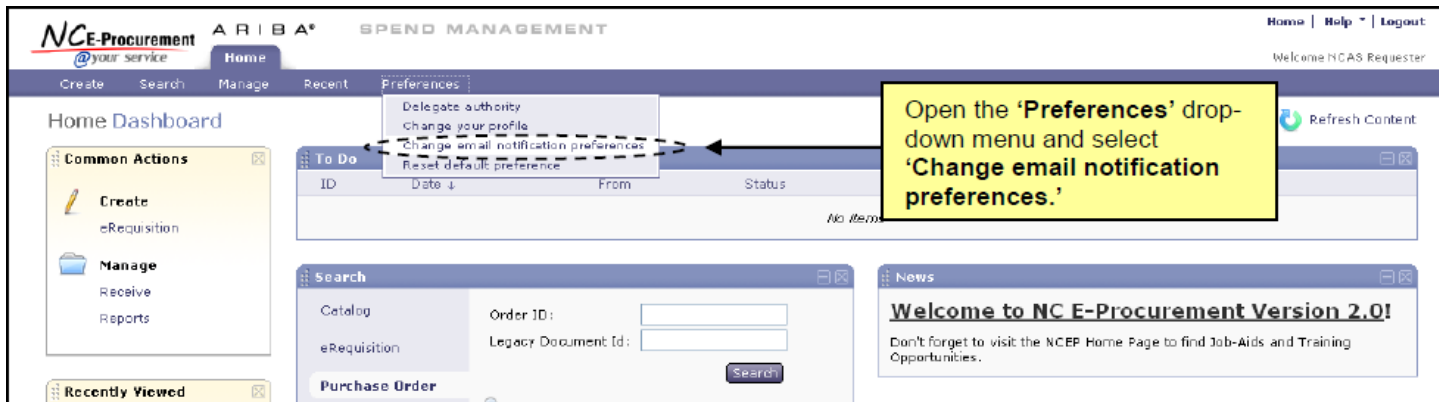 NC E-Procurement
@your service
ARIBA®
SPEND MANAGEMENT
Home | Help | Logout
Home
Welcome NCAS Requester
Create Search Manage Recent Preferences
Delegate authority
Change your profile
Change email notification preferences
Reset default preference
Open the ‘Preferences’ drop-
down menu and select
‘Change email notification
preferences.’
Home Dashboard
Refresh Content
Common Actions
Create
eRequisition
Manage
Receive
Reports
Recently Viewed
To Do
ID Date ↓ From Status
No items
Search
Catalog
eRequisition
Purchase Order
Order ID:
Legacy Document Id:
Search
News
Welcome to NC E-Procurement Version 2.0!
Don't forget to visit the NCEP Home Page to find Job-Aids and Training
Opportunities.